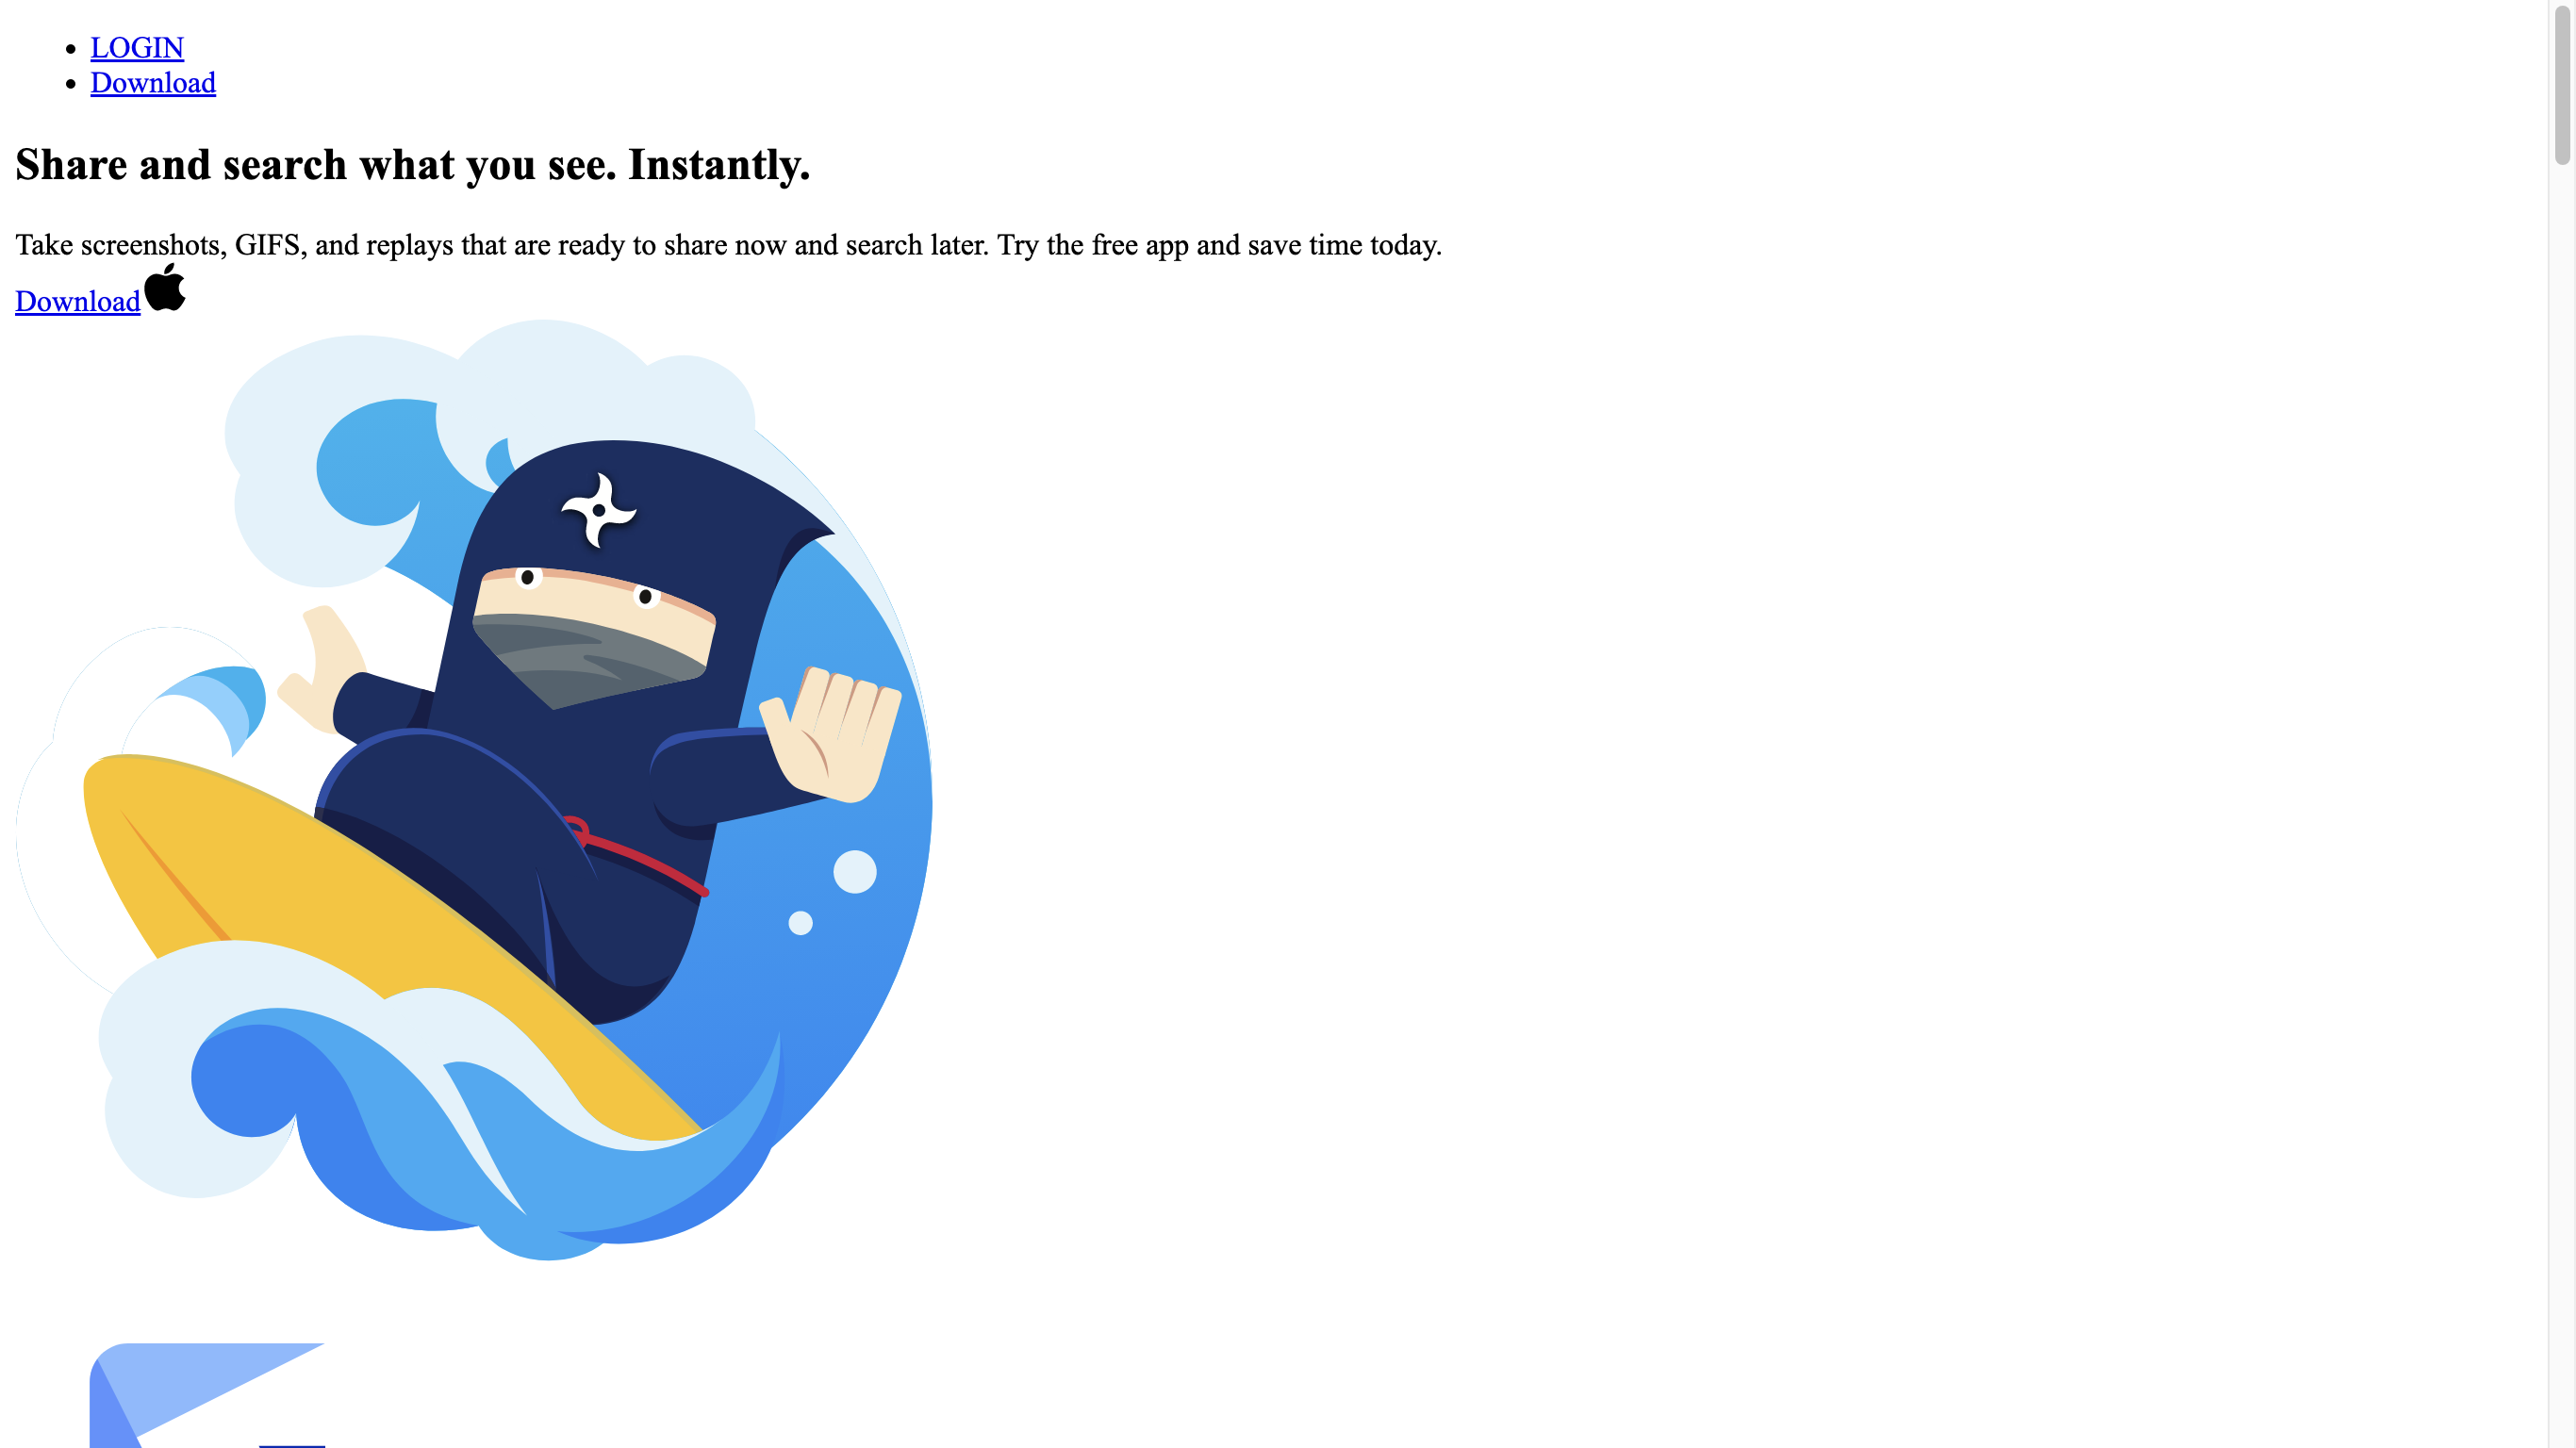 LOGIN
Download
Share and search what you see. Instantly.
Take screenshots, GIFS, and replays that are ready to share now and search later. Try the free app and save time today.
Download